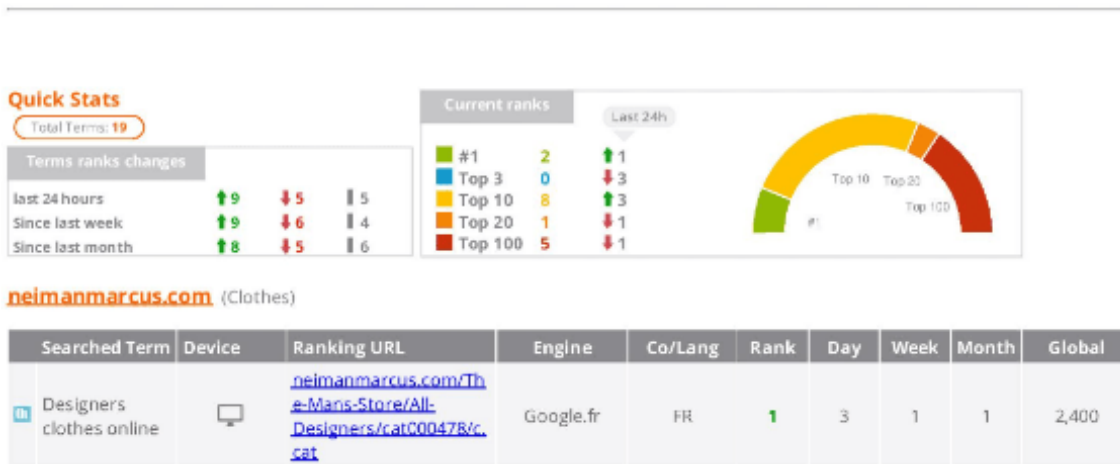 Quick Stats
Total Terms: 19
Terms ranks changes
last 24 hours 9 5 5
Since last week 9 6 4
Since last month 8 5 6
Current ranks
Last 24h
#1 2 1
Top 3 0 3
Top 10 8 3
Top 20 1 1
Top 100 5 1
Top 10 Top 20
Top 100
#1
neimanmarcus.com (Clothes)
Searched Term Device Ranking URL Engine Co/Lang Rank Day Week Month Global
Designers
clothes online
neimanmarcus.com/Th
e-Mans-Store/All-
Designers/cat000478/c.
cat
Google.fr FR 1 3 1 1 2,400